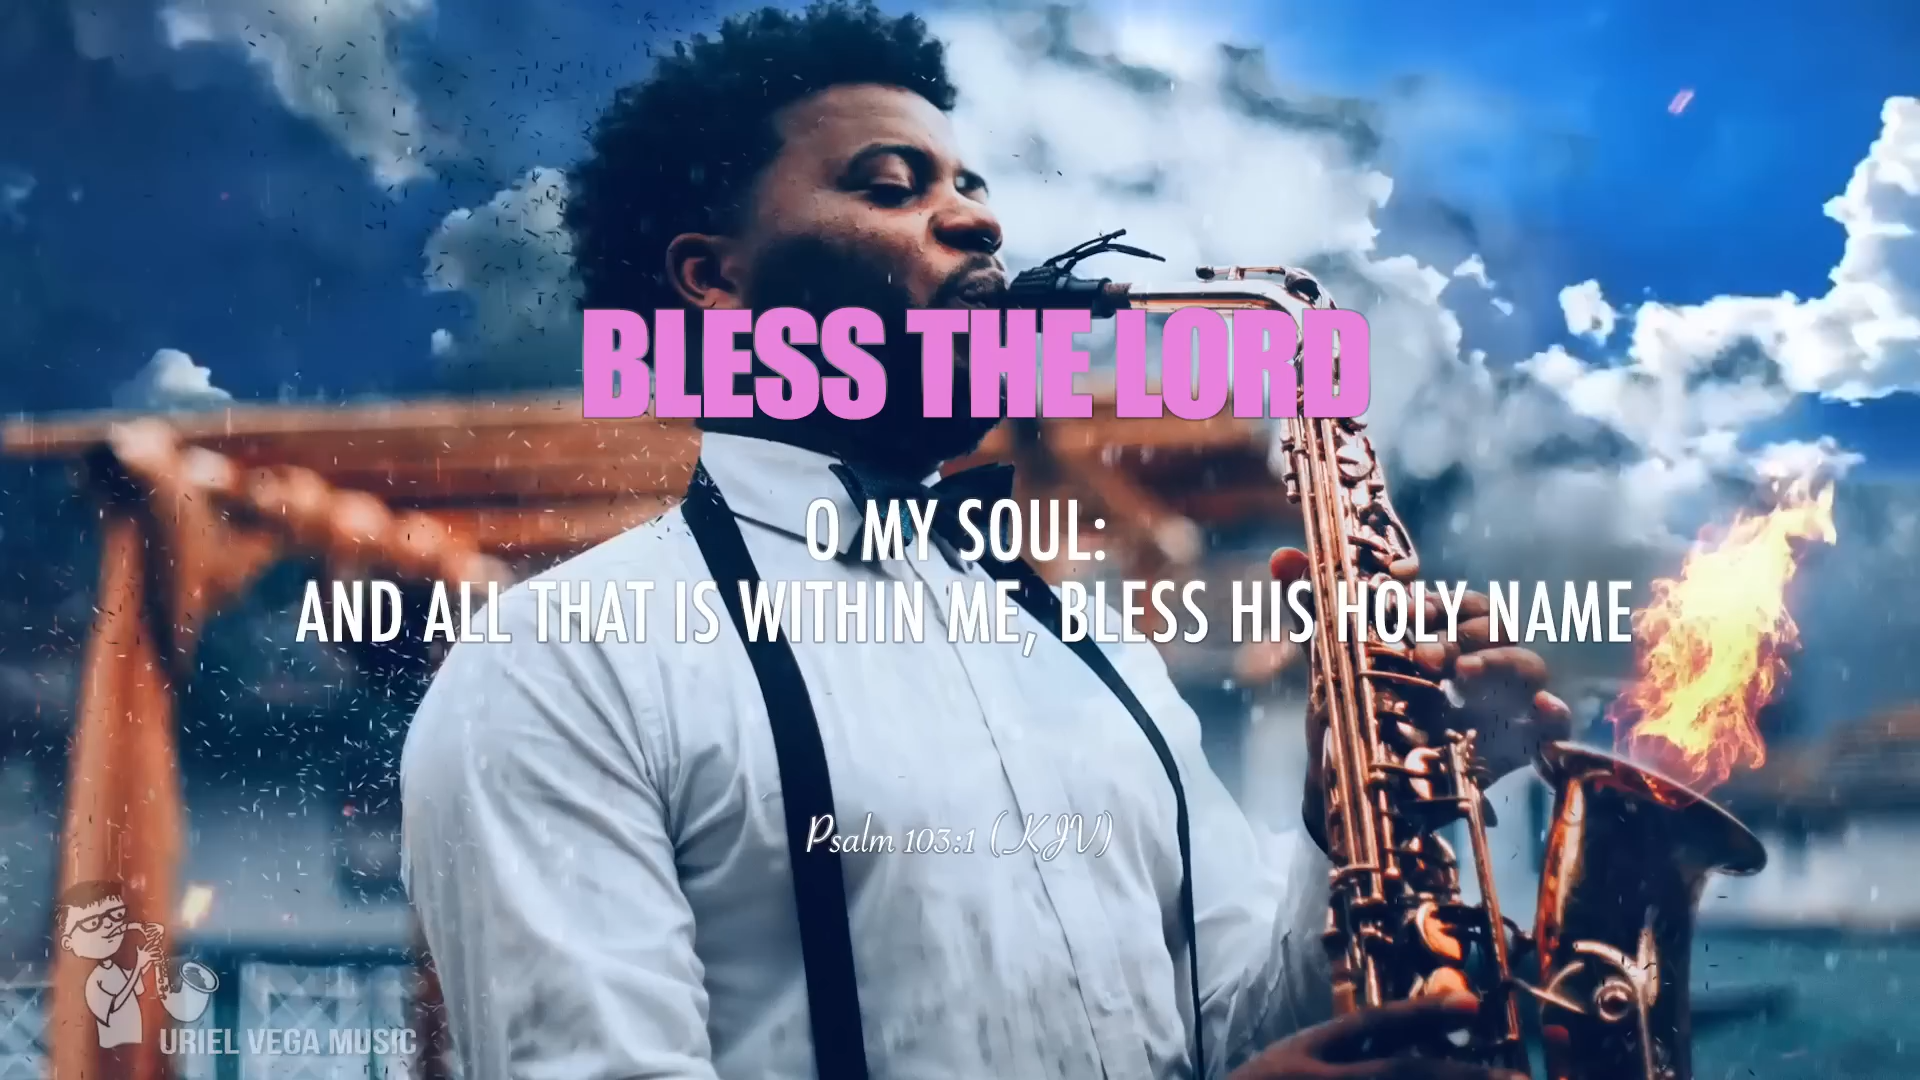 BLESS THE LORD
O MY SOUL:
AND ALL THAT IS WITHIN ME, BLESS HIS HOLY NAME
Psalm 103:1 (KJV)
URIEL VEGA MUSIC